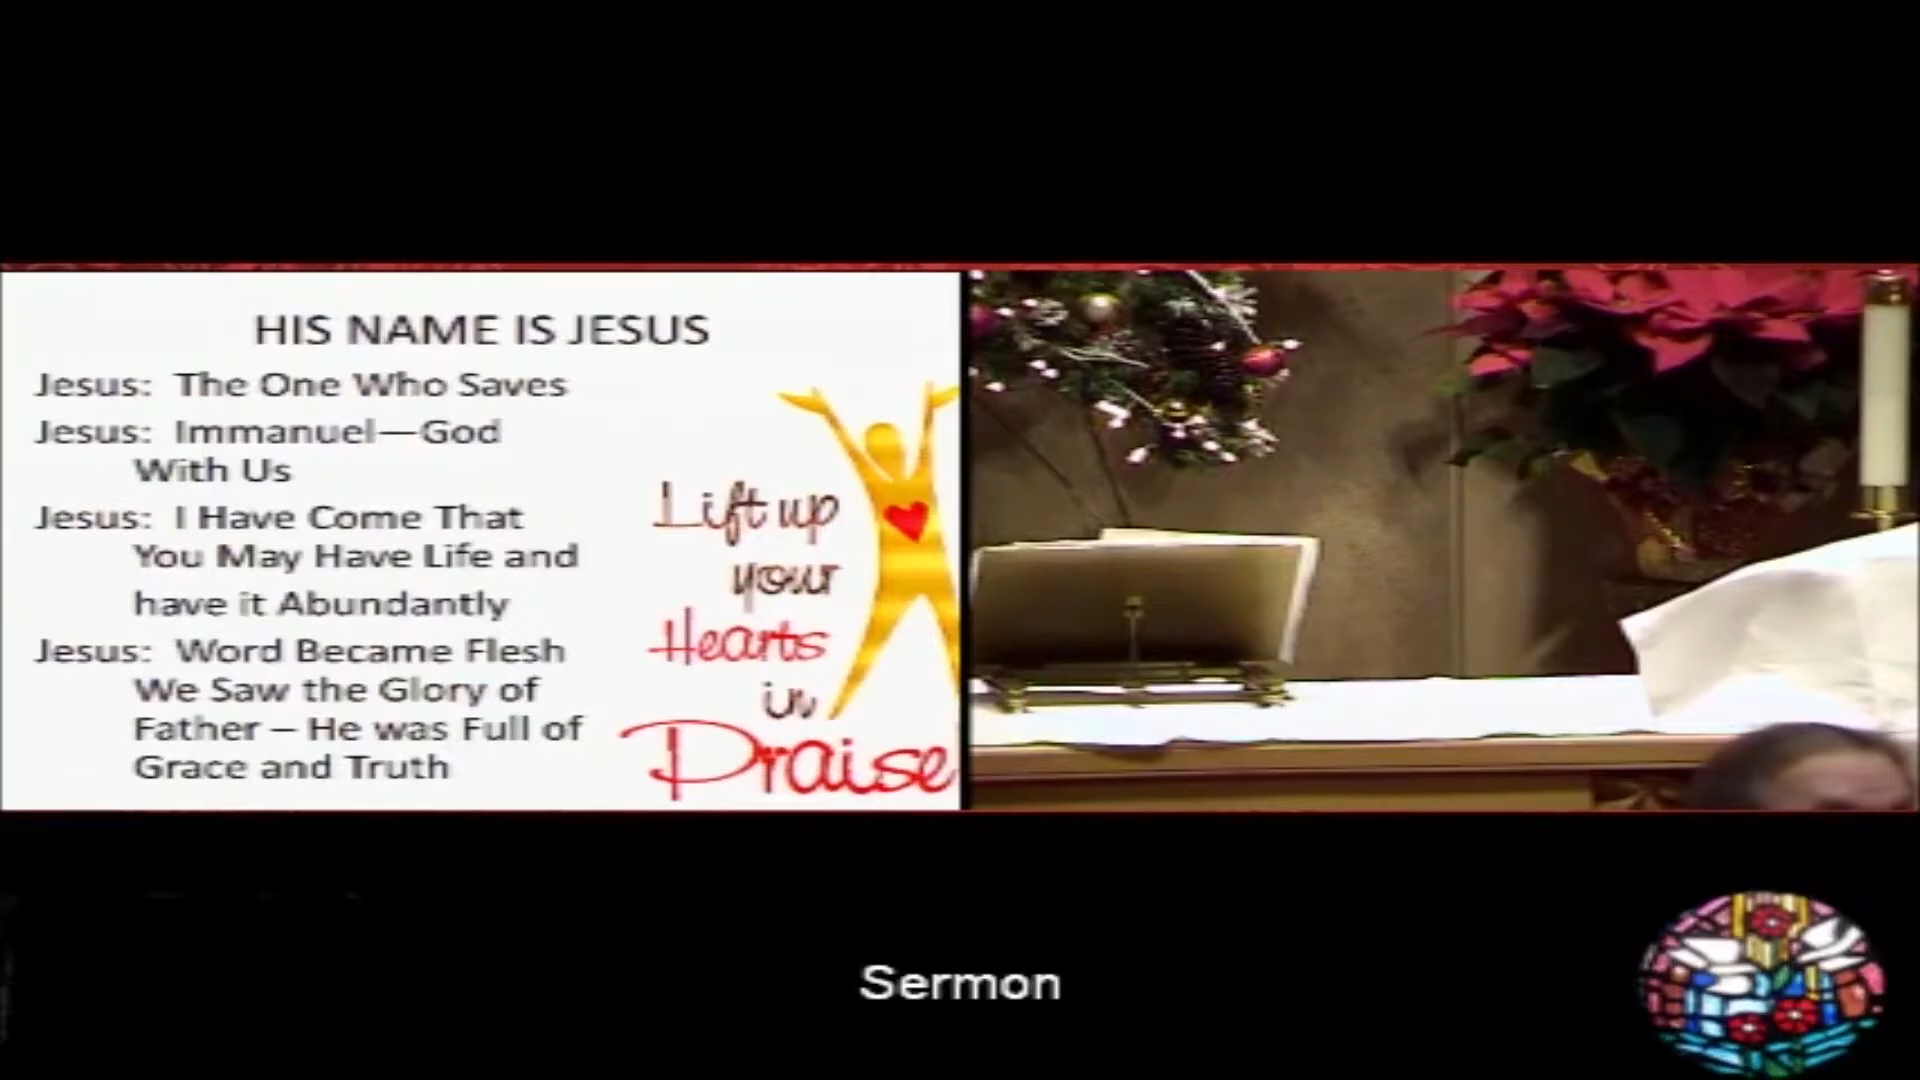 HIS NAME IS JESUS
Jesus: The One Who Saves
Jesus: Immanuel—God
With Us
Jesus: I Have Come That
You May Have Life and
have it Abundantly
Jesus: Word Became Flesh
We Saw the Glory of
Father – He was Full of
Grace and Truth
Lift up
your
Hearts
in
Praise
Sermon